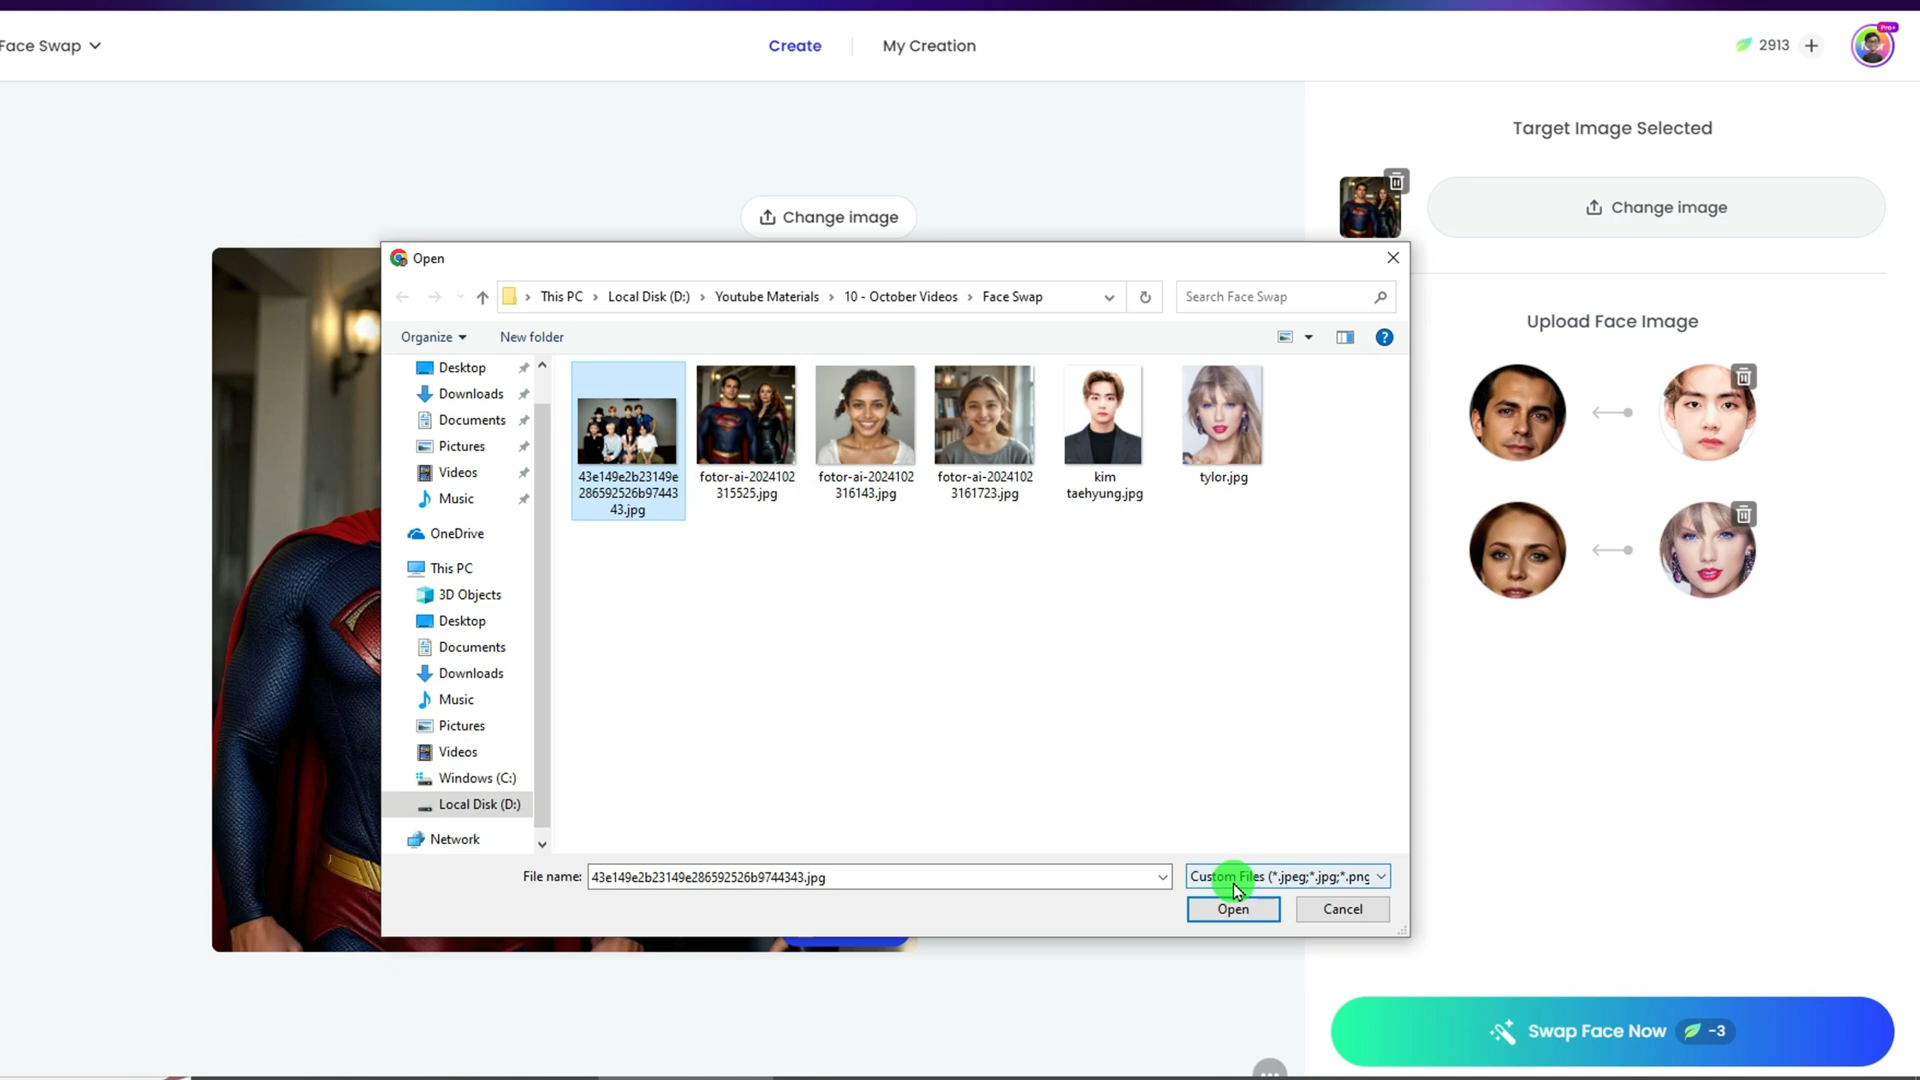 Face Swap
Create
My Creation
2913
Pro+
Target Image Selected
Change image
Change image
Open
This PC > Local Disk (D:) > Youtube Materials > 10 - October Videos > Face Swap
Search Face Swap
Organize
New folder
Upload Face Image
Desktop
Downloads
Documents
Pictures
Videos
Music
OneDrive
This PC
3D Objects
Desktop
Documents
Downloads
Music
Pictures
Videos
Windows (C:)
Local Disk (D:)
Network
43e149e2b23149e
286592526b97443
43.jpg
fotor-ai-2024102
315525.jpg
fotor-ai-2024102
316143.jpg
fotor-ai-2024102
3161723.jpg
kim
taehyung.jpg
tylor.jpg
File name:
43e149e2b23149e286592526b9744343.jpg
Custom Files (*.jpeg;*.jpg;*.png
Open
Cancel
Swap Face Now
-3